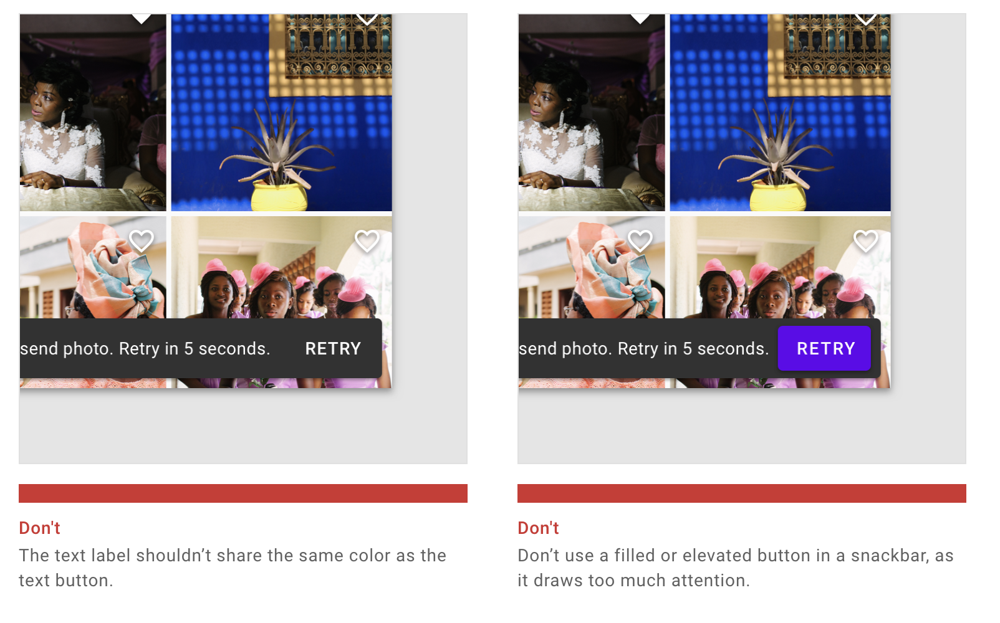 send photo. Retry in 5 seconds. RETRY
send photo. Retry in 5 seconds. RETRY
Don't
The text label shouldn’t share the same color as the
text button.
Don't
Don’t use a filled or elevated button in a snackbar, as
it draws too much attention.